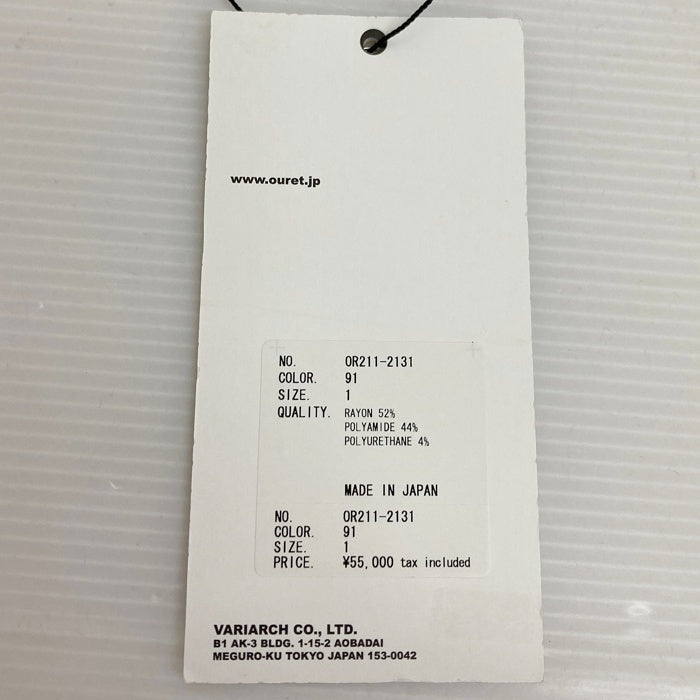 www.ouret.jp
NO. OR211-2131
COLOR. 91
SIZE. 1
QUALITY. RAYON 52%
POLYAMIDE 44%
POLYURETHANE 4%
MADE IN JAPAN
NO. OR211-2131
COLOR. 91
SIZE. 1
PRICE. ¥55,000 tax included
VARIARCH CO., LTD.
B1 AK-3 BLDG. 1-15-2 AOBADAI
MEGURO-KU TOKYO JAPAN 153-0042